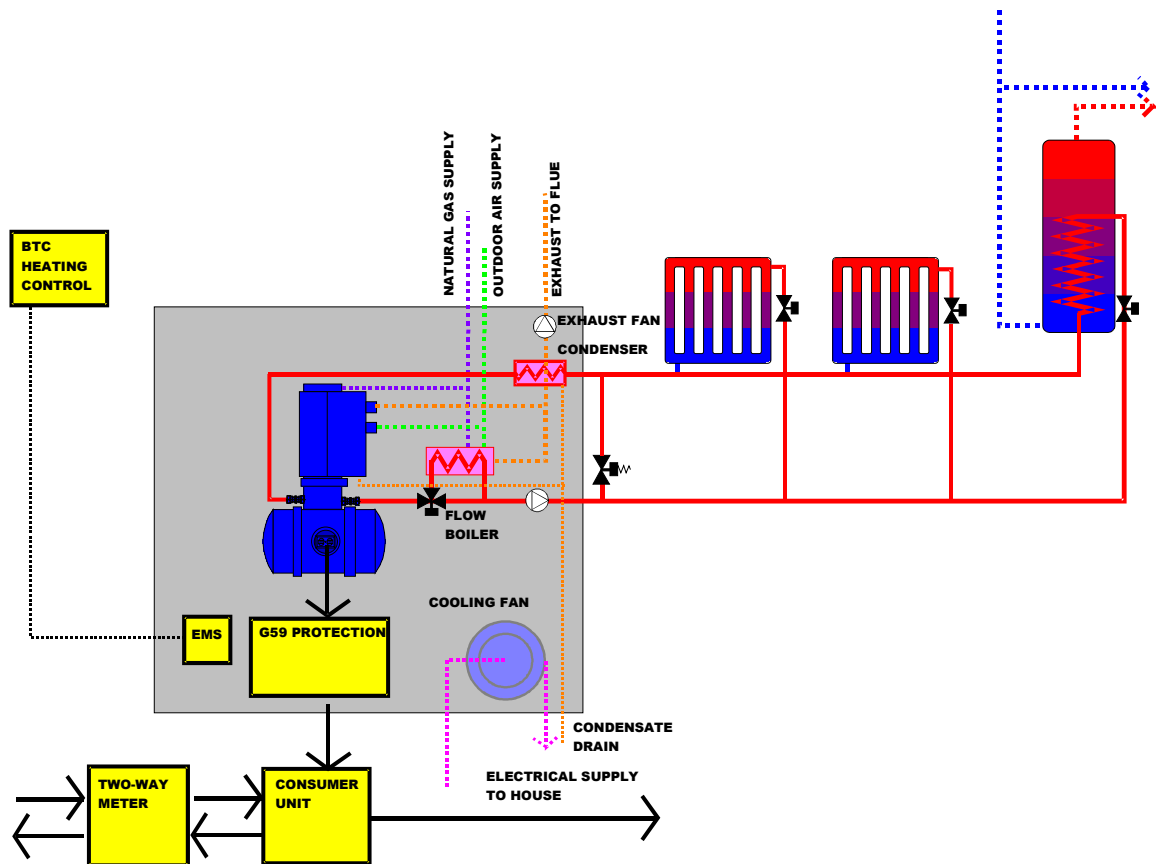 NATURAL GAS SUPPLY
OUTDOOR AIR SUPPLY
EXHAUST TO FLUE
BTC
HEATING
CONTROL
EXHAUST FAN
CONDENSER
FLOW
BOILER
COOLING FAN
EMS
G59 PROTECTION
CONDENSATE
DRAIN
TWO-WAY
METER
CONSUMER
UNIT
ELECTRICAL SUPPLY
TO HOUSE